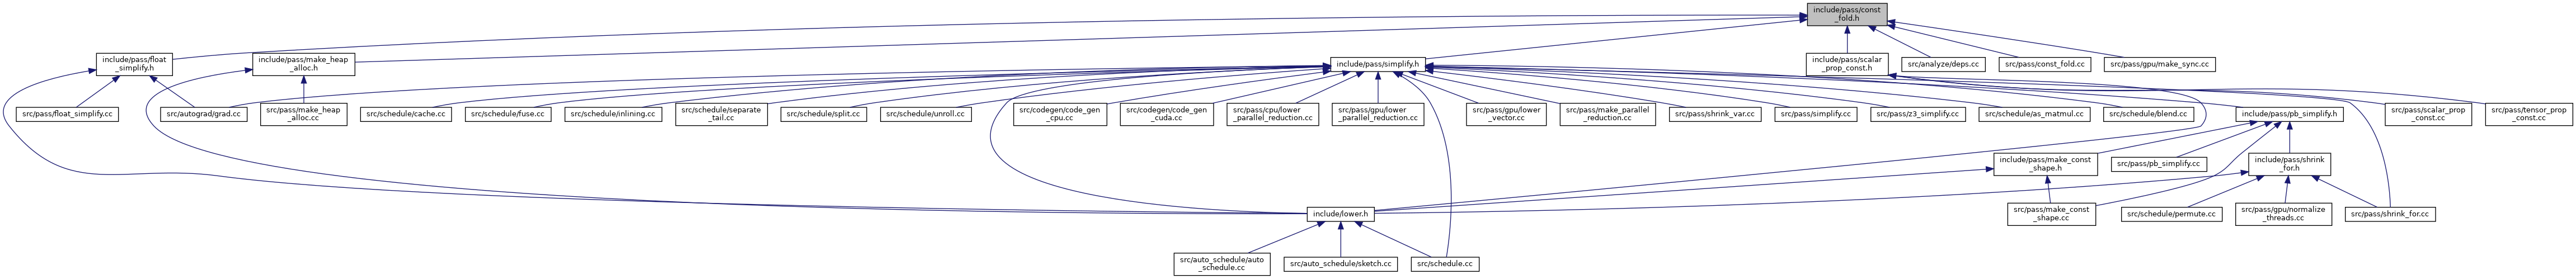 include/pass/const
_fold.h
include/pass/float
_simplify.h
include/pass/make_heap
_alloc.h
include/pass/simplify.h
include/pass/scalar
_prop_const.h
src/analyze/deps.cc
src/pass/const_fold.cc
src/pass/gpu/make_sync.cc
src/pass/float_simplify.cc
src/autograd/grad.cc
src/pass/make_heap
_alloc.cc
src/schedule/cache.cc
src/schedule/fuse.cc
src/schedule/inlining.cc
src/schedule/separate
_tail.cc
src/schedule/split.cc
src/schedule/unroll.cc
src/codegen/code_gen
_cpu.cc
src/codegen/code_gen
_cuda.cc
src/pass/cpu/lower
_parallel_reduction.cc
src/pass/gpu/lower
_parallel_reduction.cc
src/pass/gpu/lower
_vector.cc
src/pass/make_parallel
_reduction.cc
src/pass/shrink_var.cc
src/pass/simplify.cc
src/pass/z3_simplify.cc
src/schedule/as_matmul.cc
src/schedule/blend.cc
include/pass/pb_simplify.h
src/pass/scalar_prop
_const.cc
src/pass/tensor_prop
_const.cc
include/pass/make_const
_shape.h
src/pass/pb_simplify.cc
include/pass/shrink
_for.h
include/lower.h
src/pass/make_const
_shape.cc
src/schedule/permute.cc
src/pass/gpu/normalize
_threads.cc
src/pass/shrink_for.cc
src/auto_schedule/auto
_schedule.cc
src/auto_schedule/sketch.cc
src/schedule.cc